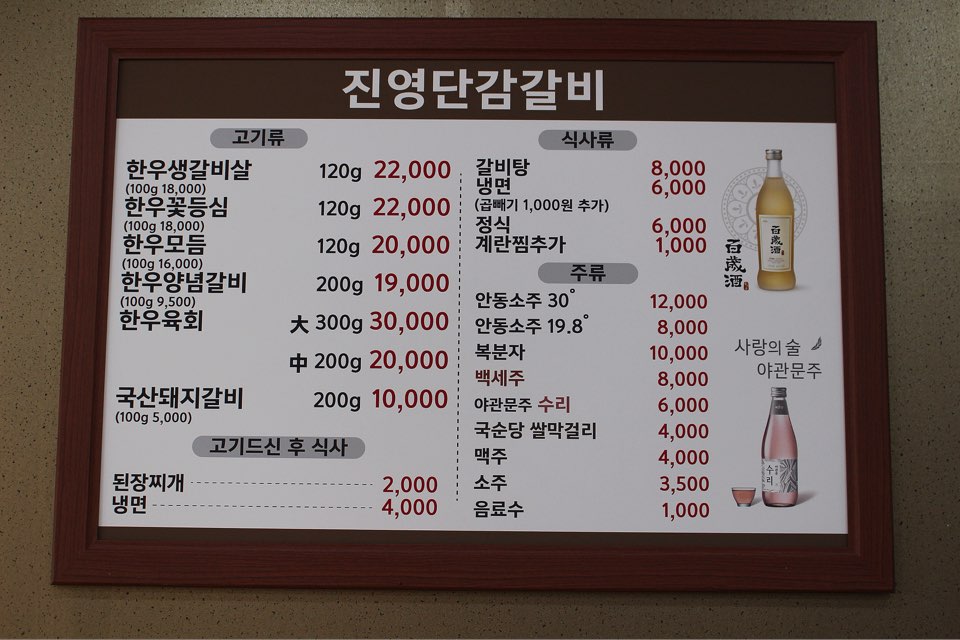 진영단감갈비
고기류
한우생갈비살 120g 22,000
(100g 18,000)
한우꽃등심 120g 22,000
(100g 18,000)
한우모듬 120g 20,000
(100g 16,000)
한우양념갈비 200g 19,000
(100g 9,500)
한우육회 大 300g 30,000
中 200g 20,000
국산돼지갈비 200g 10,000
(100g 5,000)
고기드신 후 식사
된장찌개 2,000
냉면 4,000
식사류
갈비탕 8,000
냉면 6,000
(곱빼기 1,000원 추가)
정식 6,000
계란찜추가 1,000
주류
안동소주 30° 12,000
안동소주 19.8° 8,000
복분자 10,000
백세주 8,000
야관문주 수리 6,000
국순당 쌀막걸리 4,000
맥주 4,000
소주 3,500
음료수 1,000
百歲酒
百歲酒
사랑의 술
야관문주
수리